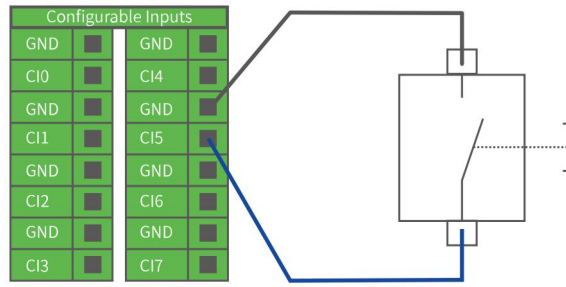 Configurable Inputs
GND GND
CI0 CI4
GND GND
CI1 CI5
GND GND
CI2 CI6
GND GND
CI3 CI7